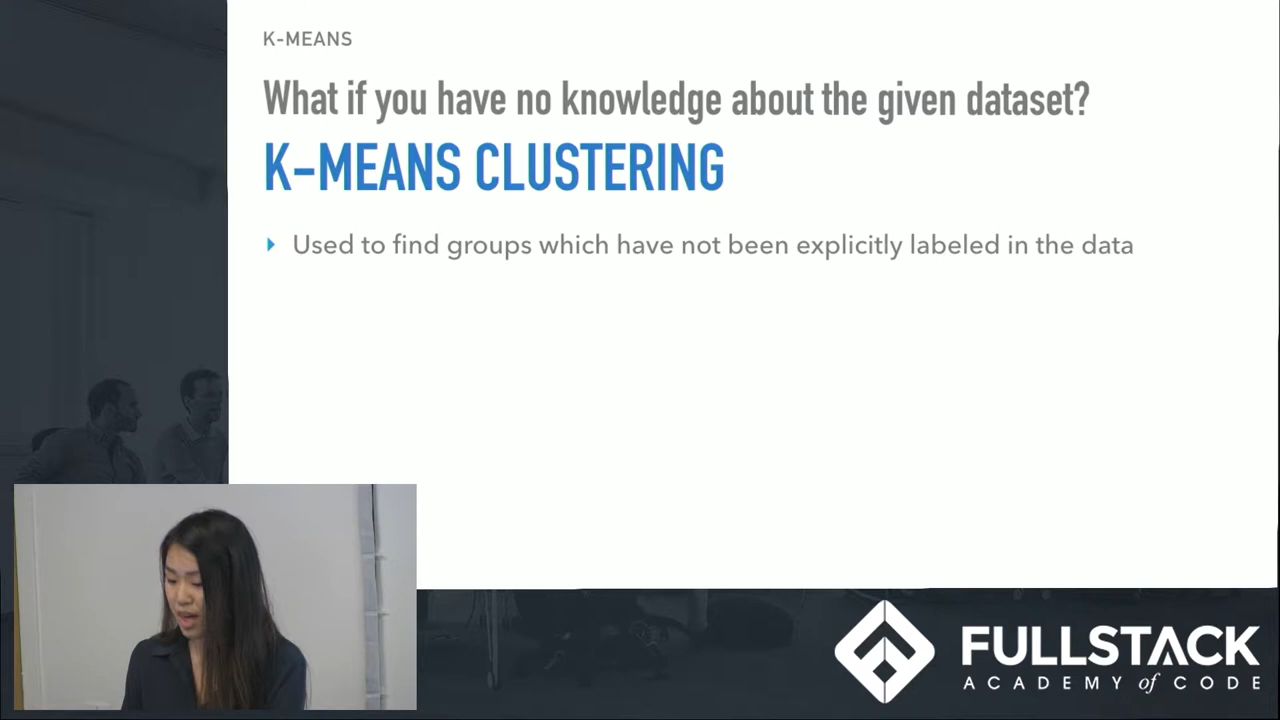 K-MEANS
What if you have no knowledge about the given dataset?
K-MEANS CLUSTERING
Used to find groups which have not been explicitly labeled in the data
FULLSTACK
ACADEMY of CODE